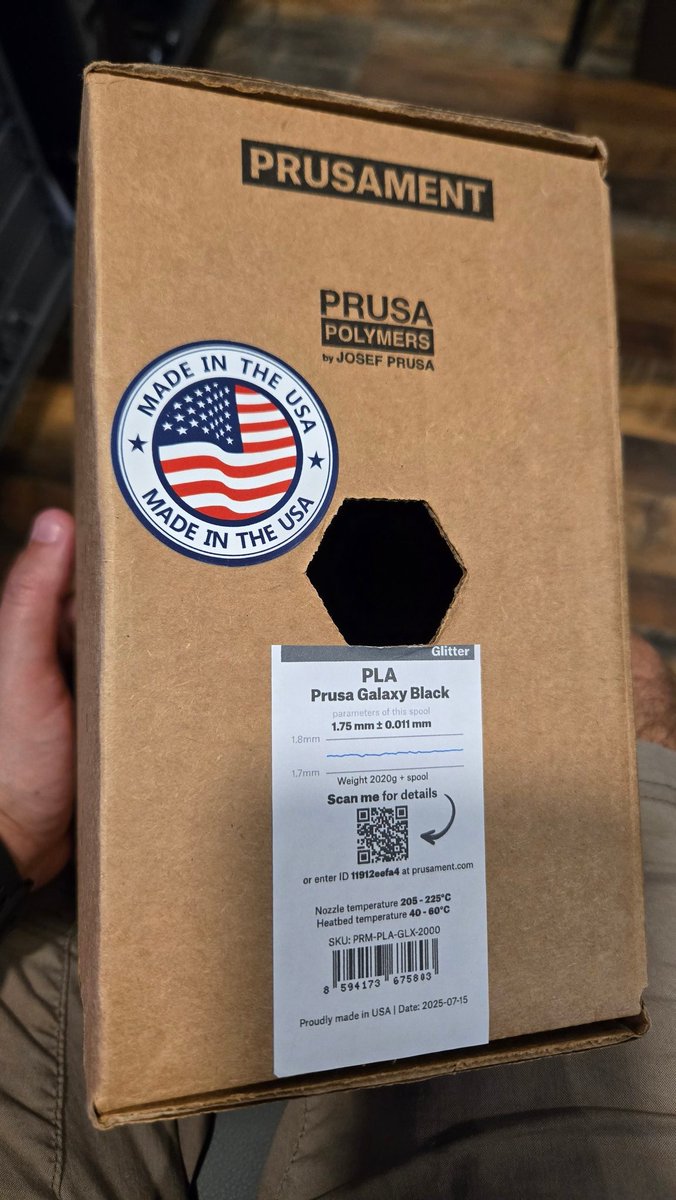 PRUSAMENT
PRUSA
POLYMERS
by JOSEF PRUSA
MADE IN THE USA
MADE IN THE USA
Glitter
PLA
Prusa Galaxy Black
parameters of this spool
1.75 mm ± 0.011 mm
1.8mm
1.7mm
Weight 2020g + spool
Scan me for details
or enter ID 11912eefa4 at prusament.com
Nozzle temperature 205 - 225°C
Heatbed temperature 40 - 60°C
SKU: PRM-PLA-GLX-2000
8 594173 675803
Proudly made in USA | Date: 2025-07-15